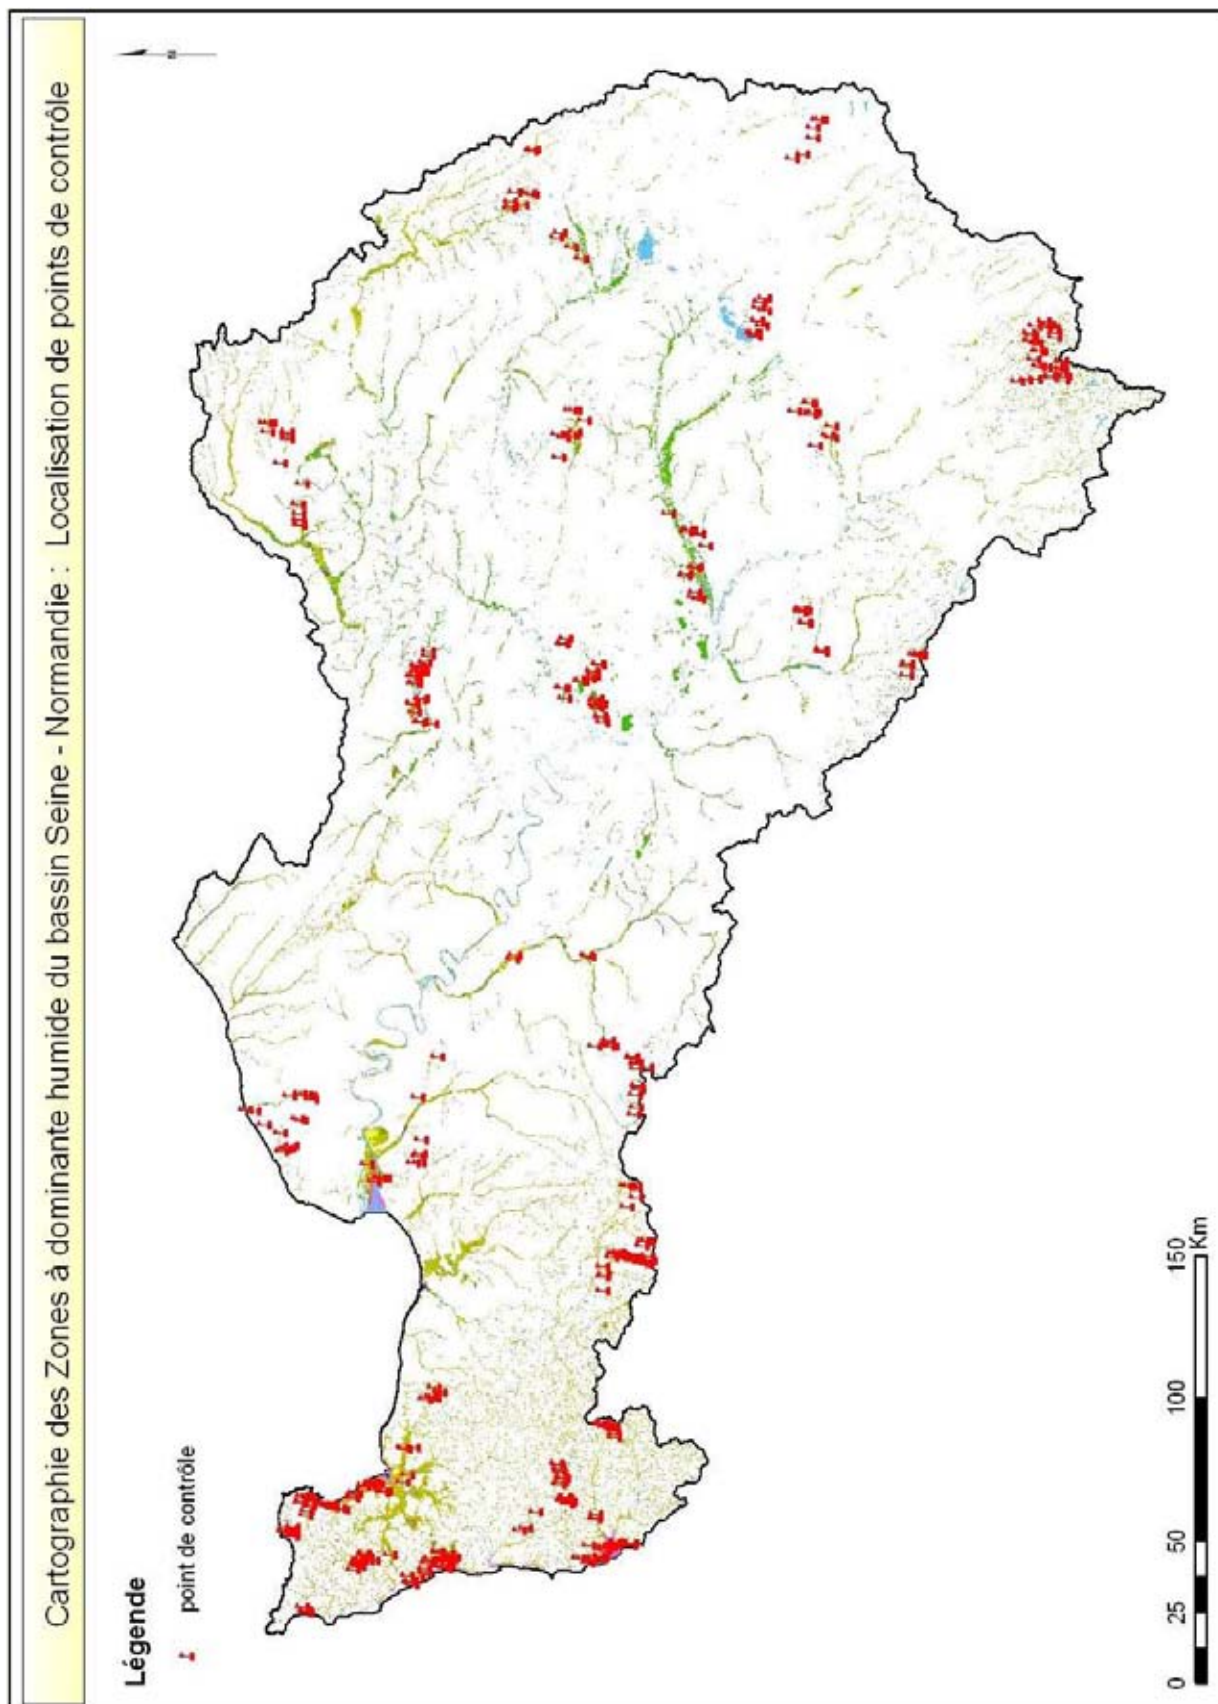 Cartographie des Zones à dominante humide du bassin Seine - Normandie : Localisation de points de contrôle
N
Légende
point de contrôle
0 25 50 100 150
Km